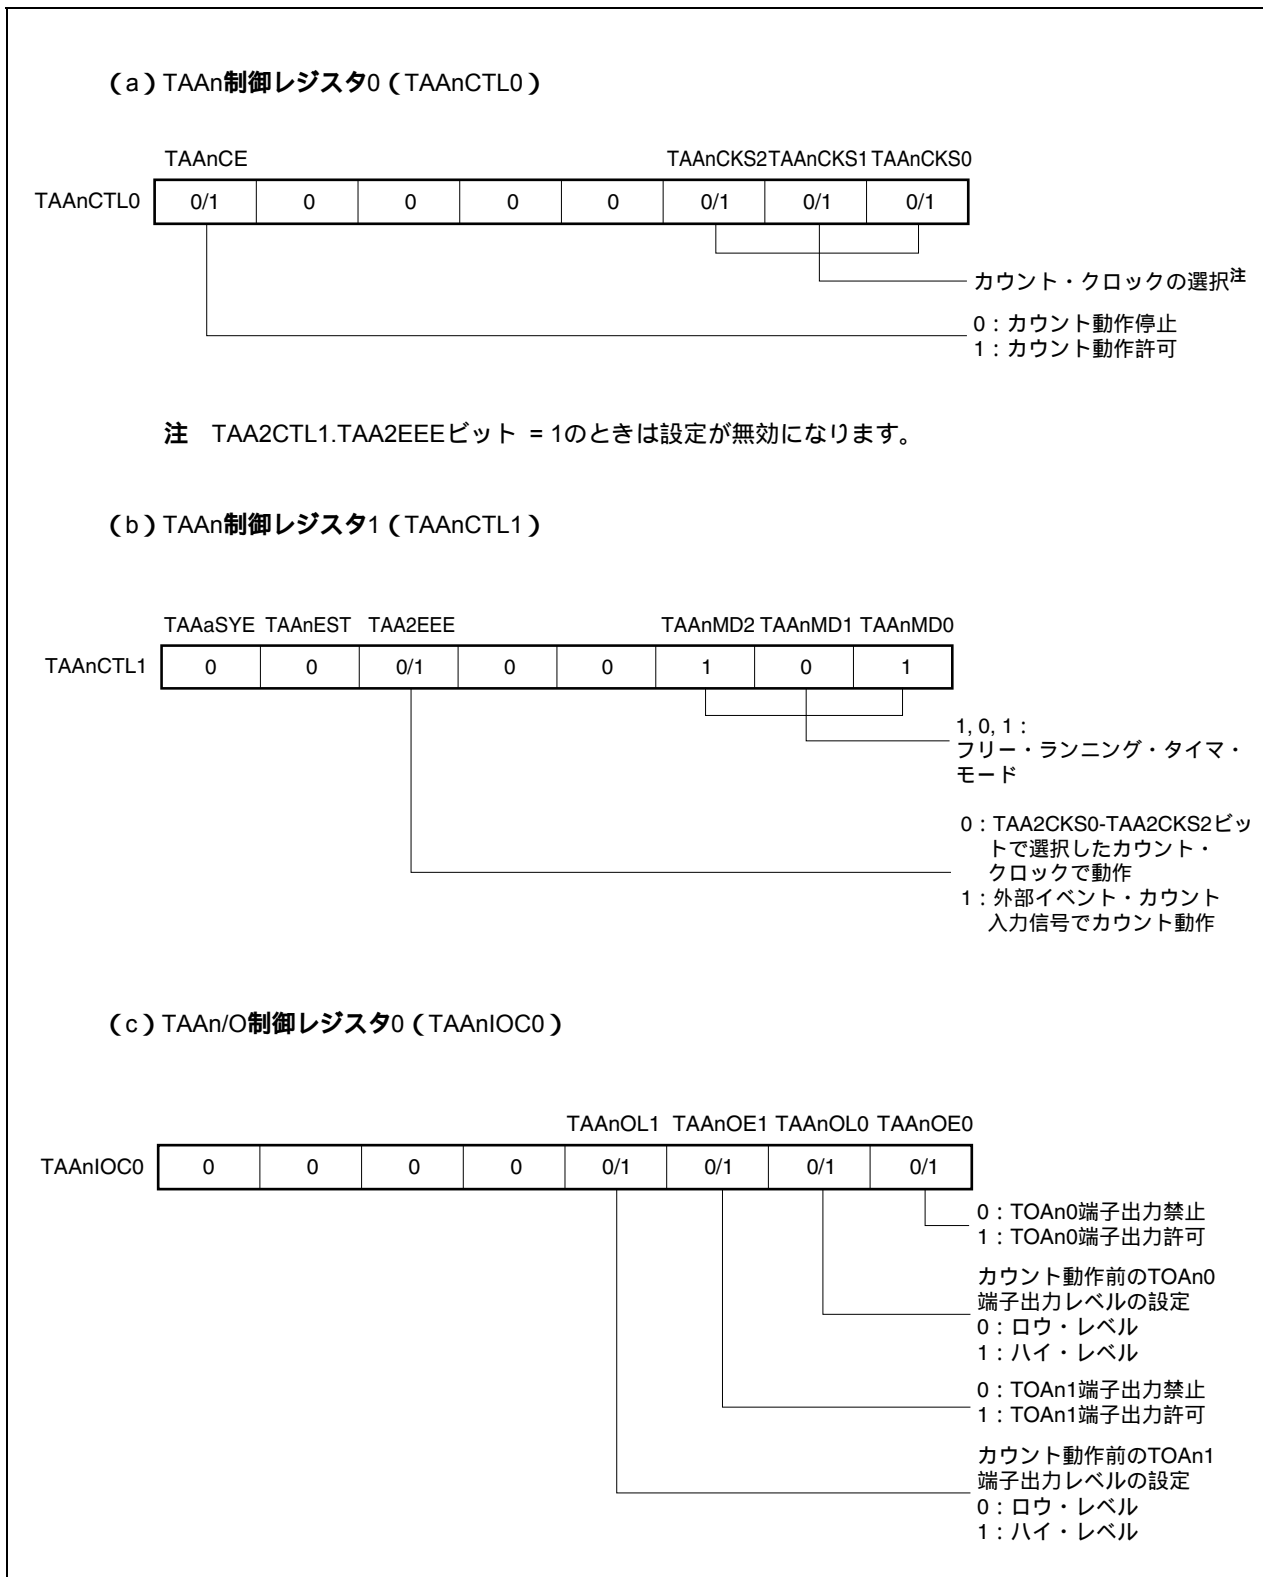 （a）TAAn制御レジスタ0（TAAnCTL0）
TAAnCE TAAnCKS2 TAAnCKS1 TAAnCKS0
TAAnCTL0 0/1 0 0 0 0 0/1 0/1 0/1
カウント・クロックの選択注
0：カウント動作停止
1：カウント動作許可
注 TAA2CTL1.TAA2EEEビット = 1のときは設定が無効になります。
（b）TAAn制御レジスタ1（TAAnCTL1）
TAAaSYE TAAnEST TAA2EEE TAAnMD2 TAAnMD1 TAAnMD0
TAAnCTL1 0 0 0/1 0 0 1 0 1
1, 0, 1：
フリー・ランニング・タイマ・
モード
0：TAA2CKS0-TAA2CKS2ビッ
トで選択したカウント・
クロックで動作
1：外部イベント・カウント
入力信号でカウント動作
（c）TAAn/O制御レジスタ0（TAAnIOC0）
TAAnOL1 TAAnOE1 TAAnOL0 TAAnOE0
TAAnIOC0 0 0 0 0 0/1 0/1 0/1 0/1
0：TOAn0端子出力禁止
1：TOAn0端子出力許可
カウント動作前のTOAn0
端子出力レベルの設定
0：ロウ・レベル
1：ハイ・レベル
0：TOAn1端子出力禁止
1：TOAn1端子出力許可
カウント動作前のTOAn1
端子出力レベルの設定
0：ロウ・レベル
1：ハイ・レベル